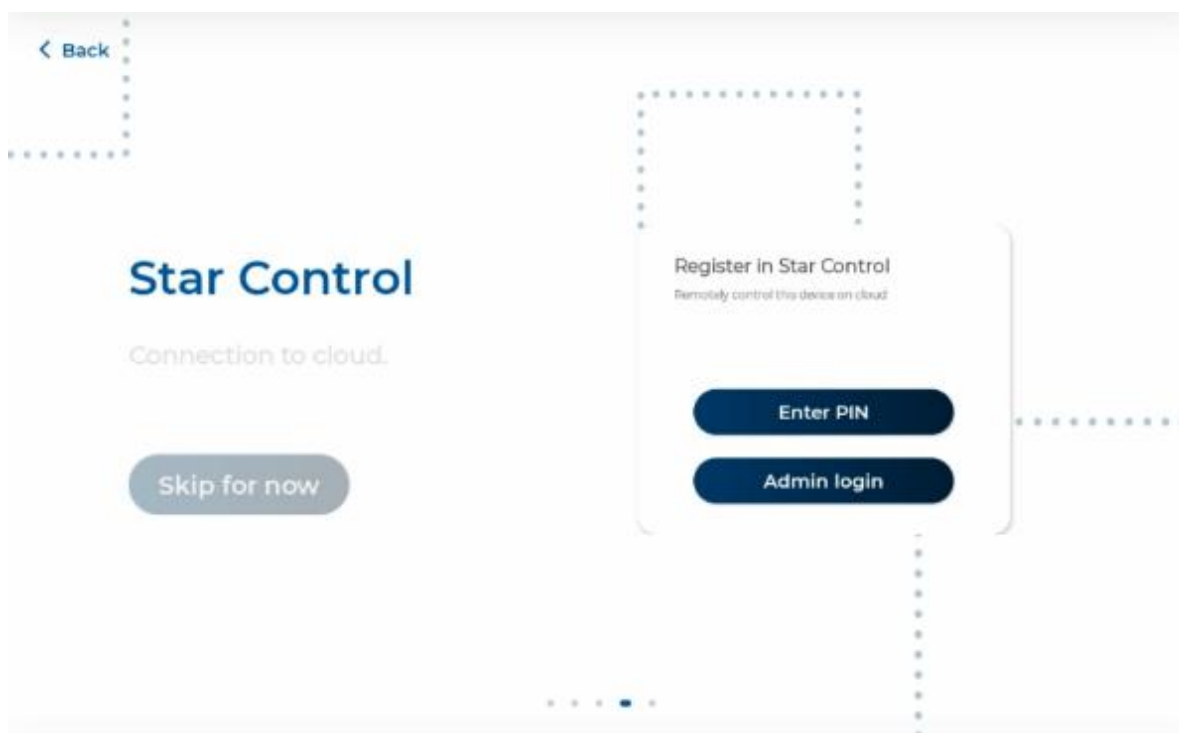 Back
Star Control
Connection to cloud.
Skip for now
Register in Star Control
Remotely control this device on cloud
Enter PIN
Admin login